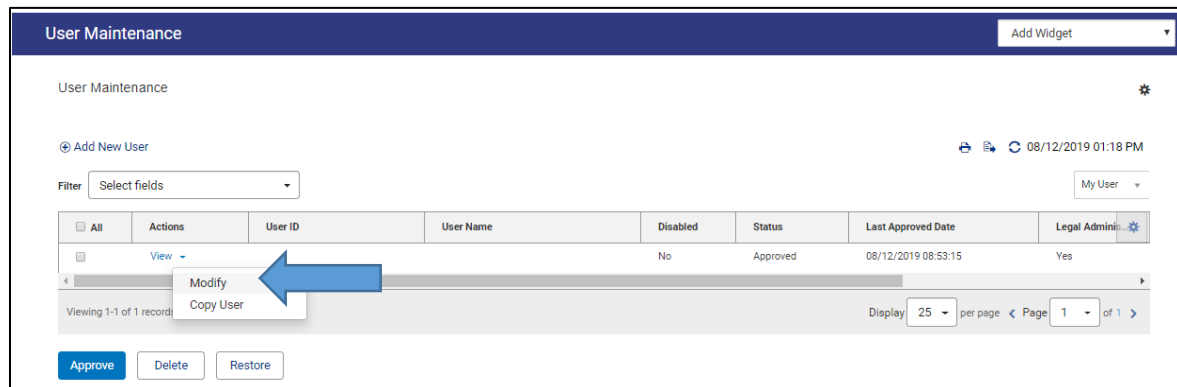 User Maintenance Add Widget
User Maintenance
Add New User 08/12/2019 01:18 PM
Filter Select fields My User
All Actions User ID User Name Disabled Status Last Approved Date Legal Adminis...
View No Approved 08/12/2019 08:53:15 Yes
Modify
Copy User
Viewing 1-1 of 1 records Display 25 per page Page 1 of 1
Approve Delete Restore